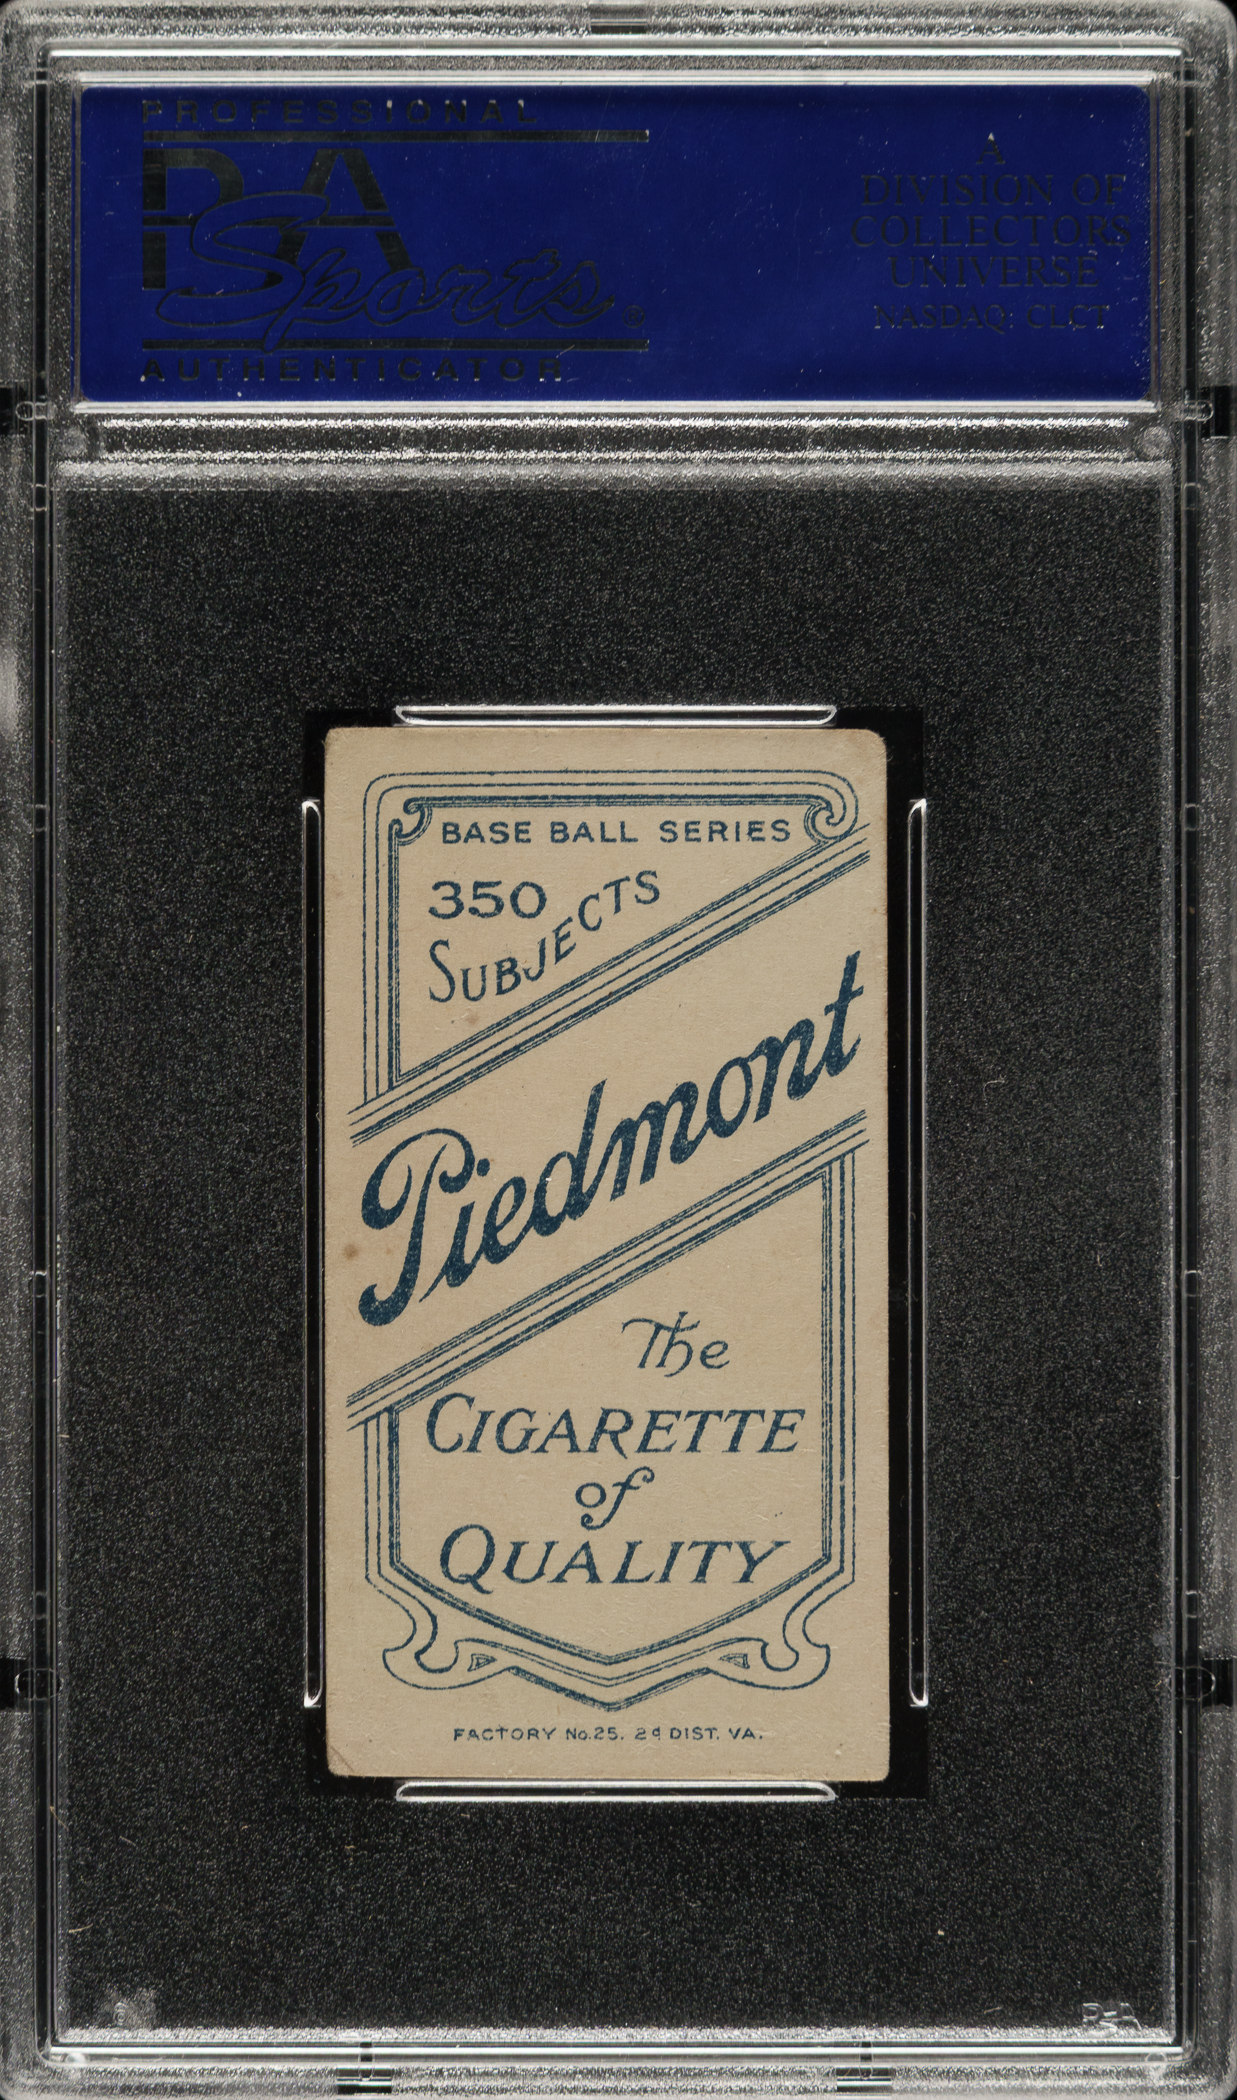 PROFESSIONAL
PSA
Sports®
AUTHENTICATOR
A
DIVISION OF
COLLECTORS
UNIVERSE
NASDAQ: CLCT
BASE BALL SERIES
350
SUBJECTS
Piedmont
The
CIGARETTE
of
QUALITY
FACTORY No.25. 2d DIST. VA.
PSA